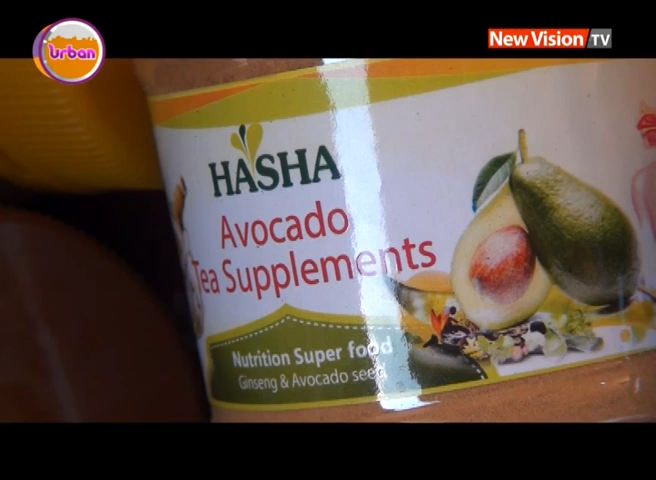 Urban
New Vision TV
HASHA
Avocado
Tea Supplements
Nutrition Super food
Ginseng & Avocado seed